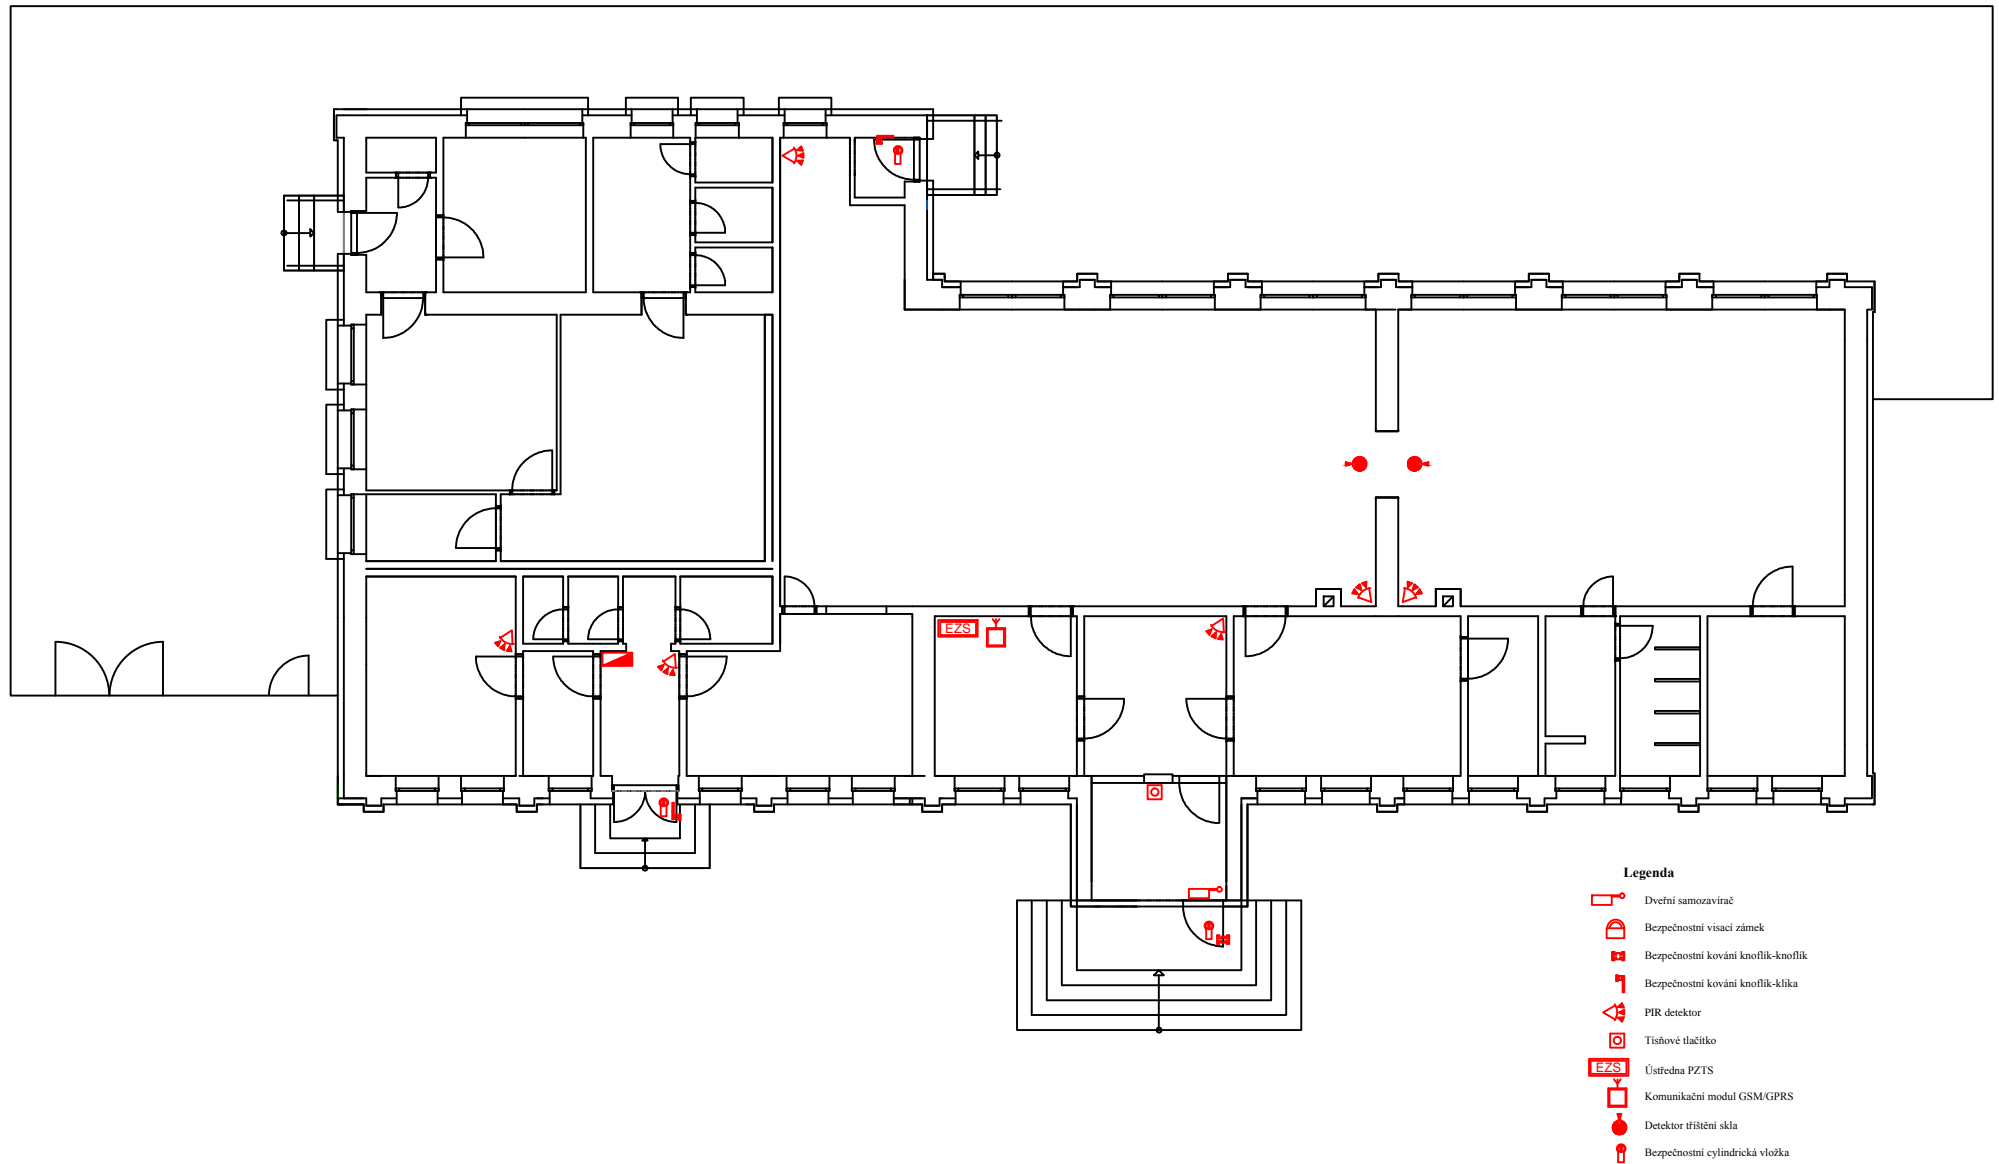 EZS
Legenda
Dveřní samozavírač
Bezpečnostní visací zámek
Bezpečnostní kování knoflík-knoflík
Bezpečnostní kování knoflík-klika
PIR detektor
Tísňové tlačítko
EZS Ústředna PZTS
Komunikační modul GSM/GPRS
Detektor tříštění skla
Bezpečnostní cylindrická vložka